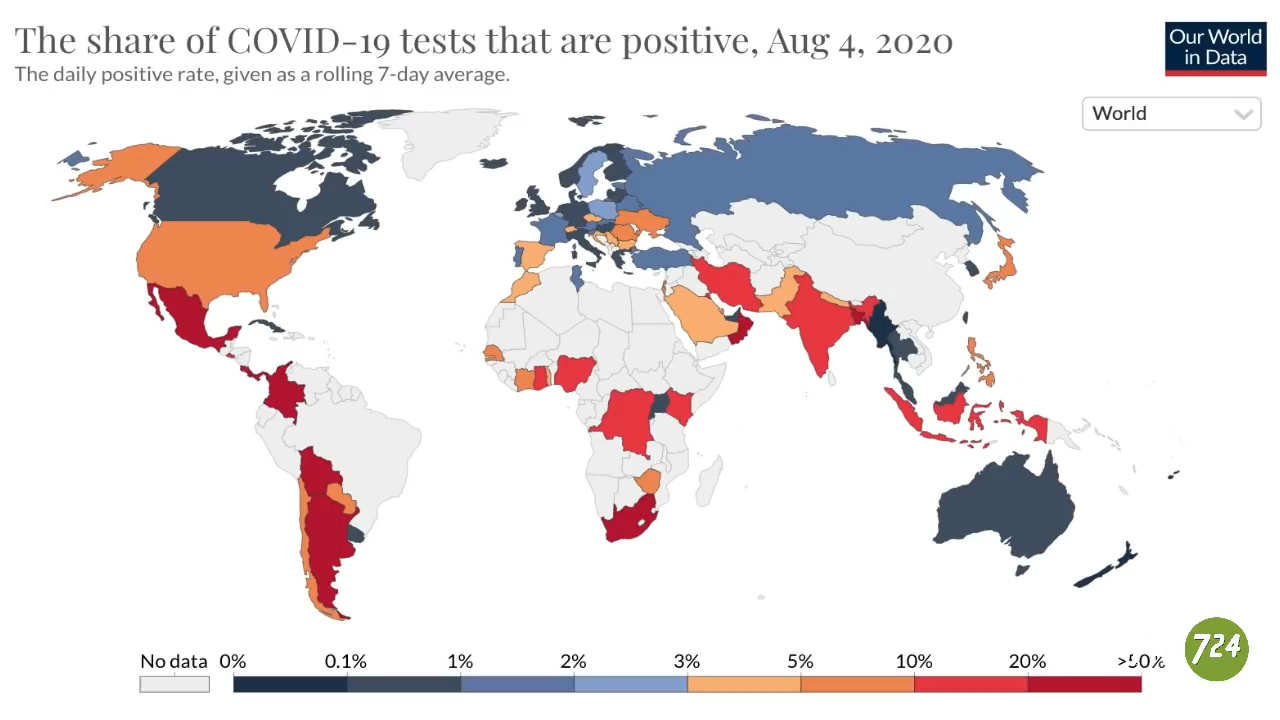 The share of COVID-19 tests that are positive, Aug 4, 2020
The daily positive rate, given as a rolling 7-day average.
Our World
in Data
World
No data 0% 0.1% 1% 2% 3% 5% 10% 20% >50%
724